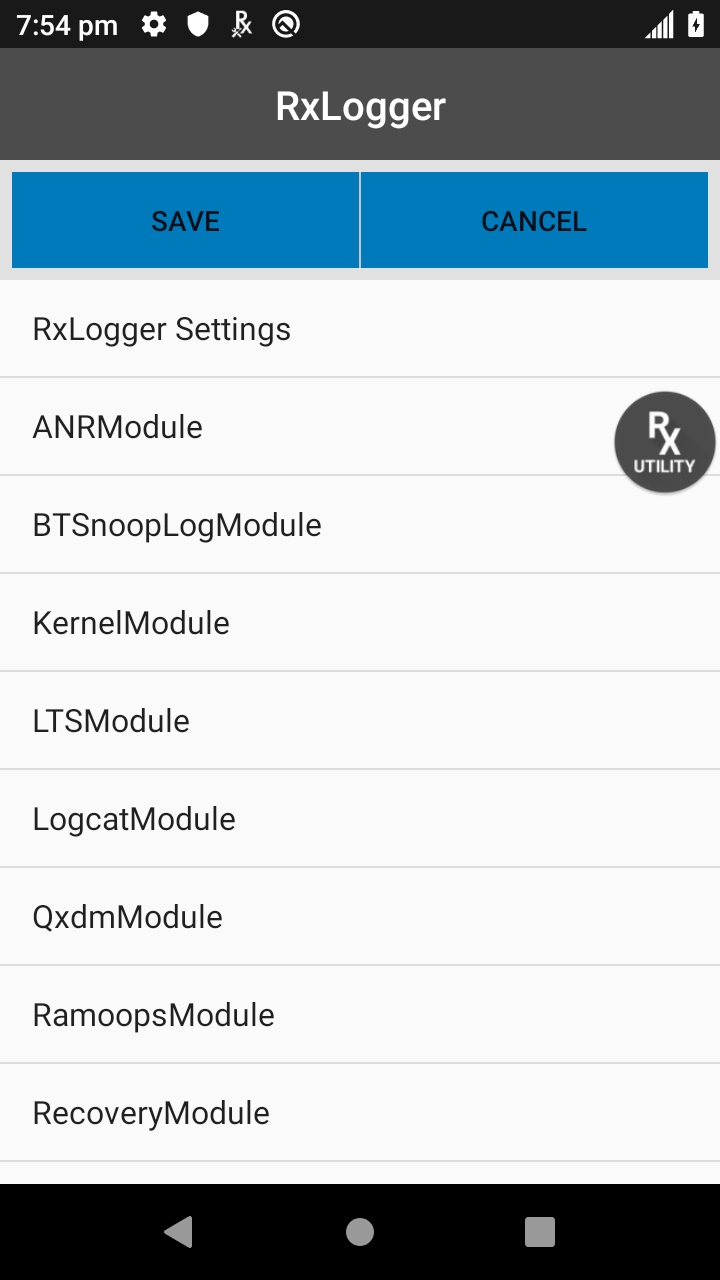 7:54 pm
RxLogger
SAVE
CANCEL
RxLogger Settings
ANRModule
RX
UTILITY
BTSnoopLogModule
KernelModule
LTSModule
LogcatModule
QxdmModule
RamoopsModule
RecoveryModule